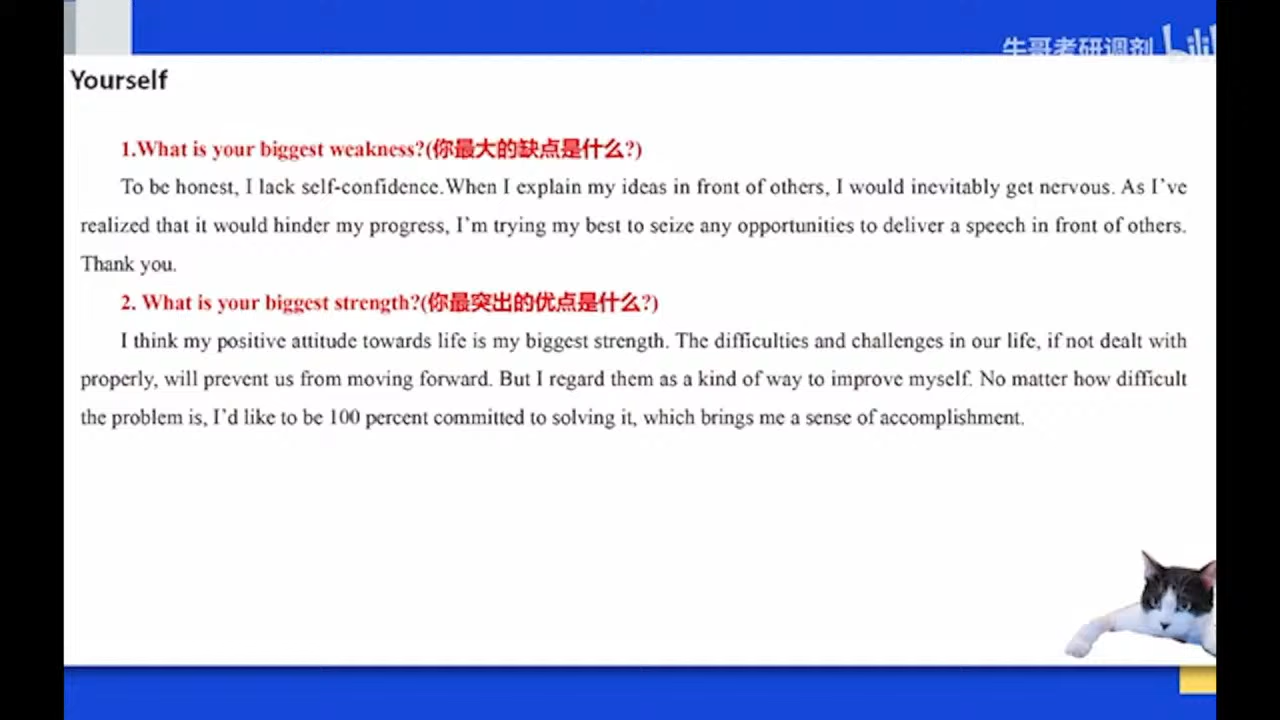 牛哥考研调剂 bili
Yourself
1.What is your biggest weakness?(你最大的缺点是什么?)
To be honest, I lack self-confidence.When I explain my ideas in front of others, I would inevitably get nervous. As I've
realized that it would hinder my progress, I'm trying my best to seize any opportunities to deliver a speech in front of others.
Thank you.
2. What is your biggest strength?(你最突出的优点是什么?)
I think my positive attitude towards life is my biggest strength. The difficulties and challenges in our life, if not dealt with
properly, will prevent us from moving forward. But I regard them as a kind of way to improve myself. No matter how difficult
the problem is, I'd like to be 100 percent committed to solving it, which brings me a sense of accomplishment.